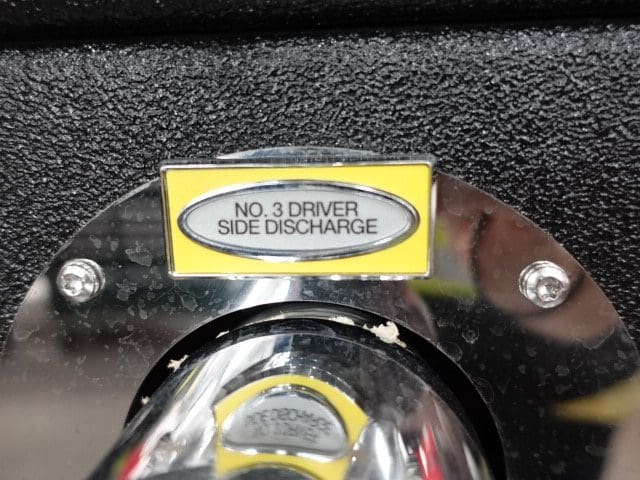 NO. 3 DRIVER
SIDE DISCHARGE